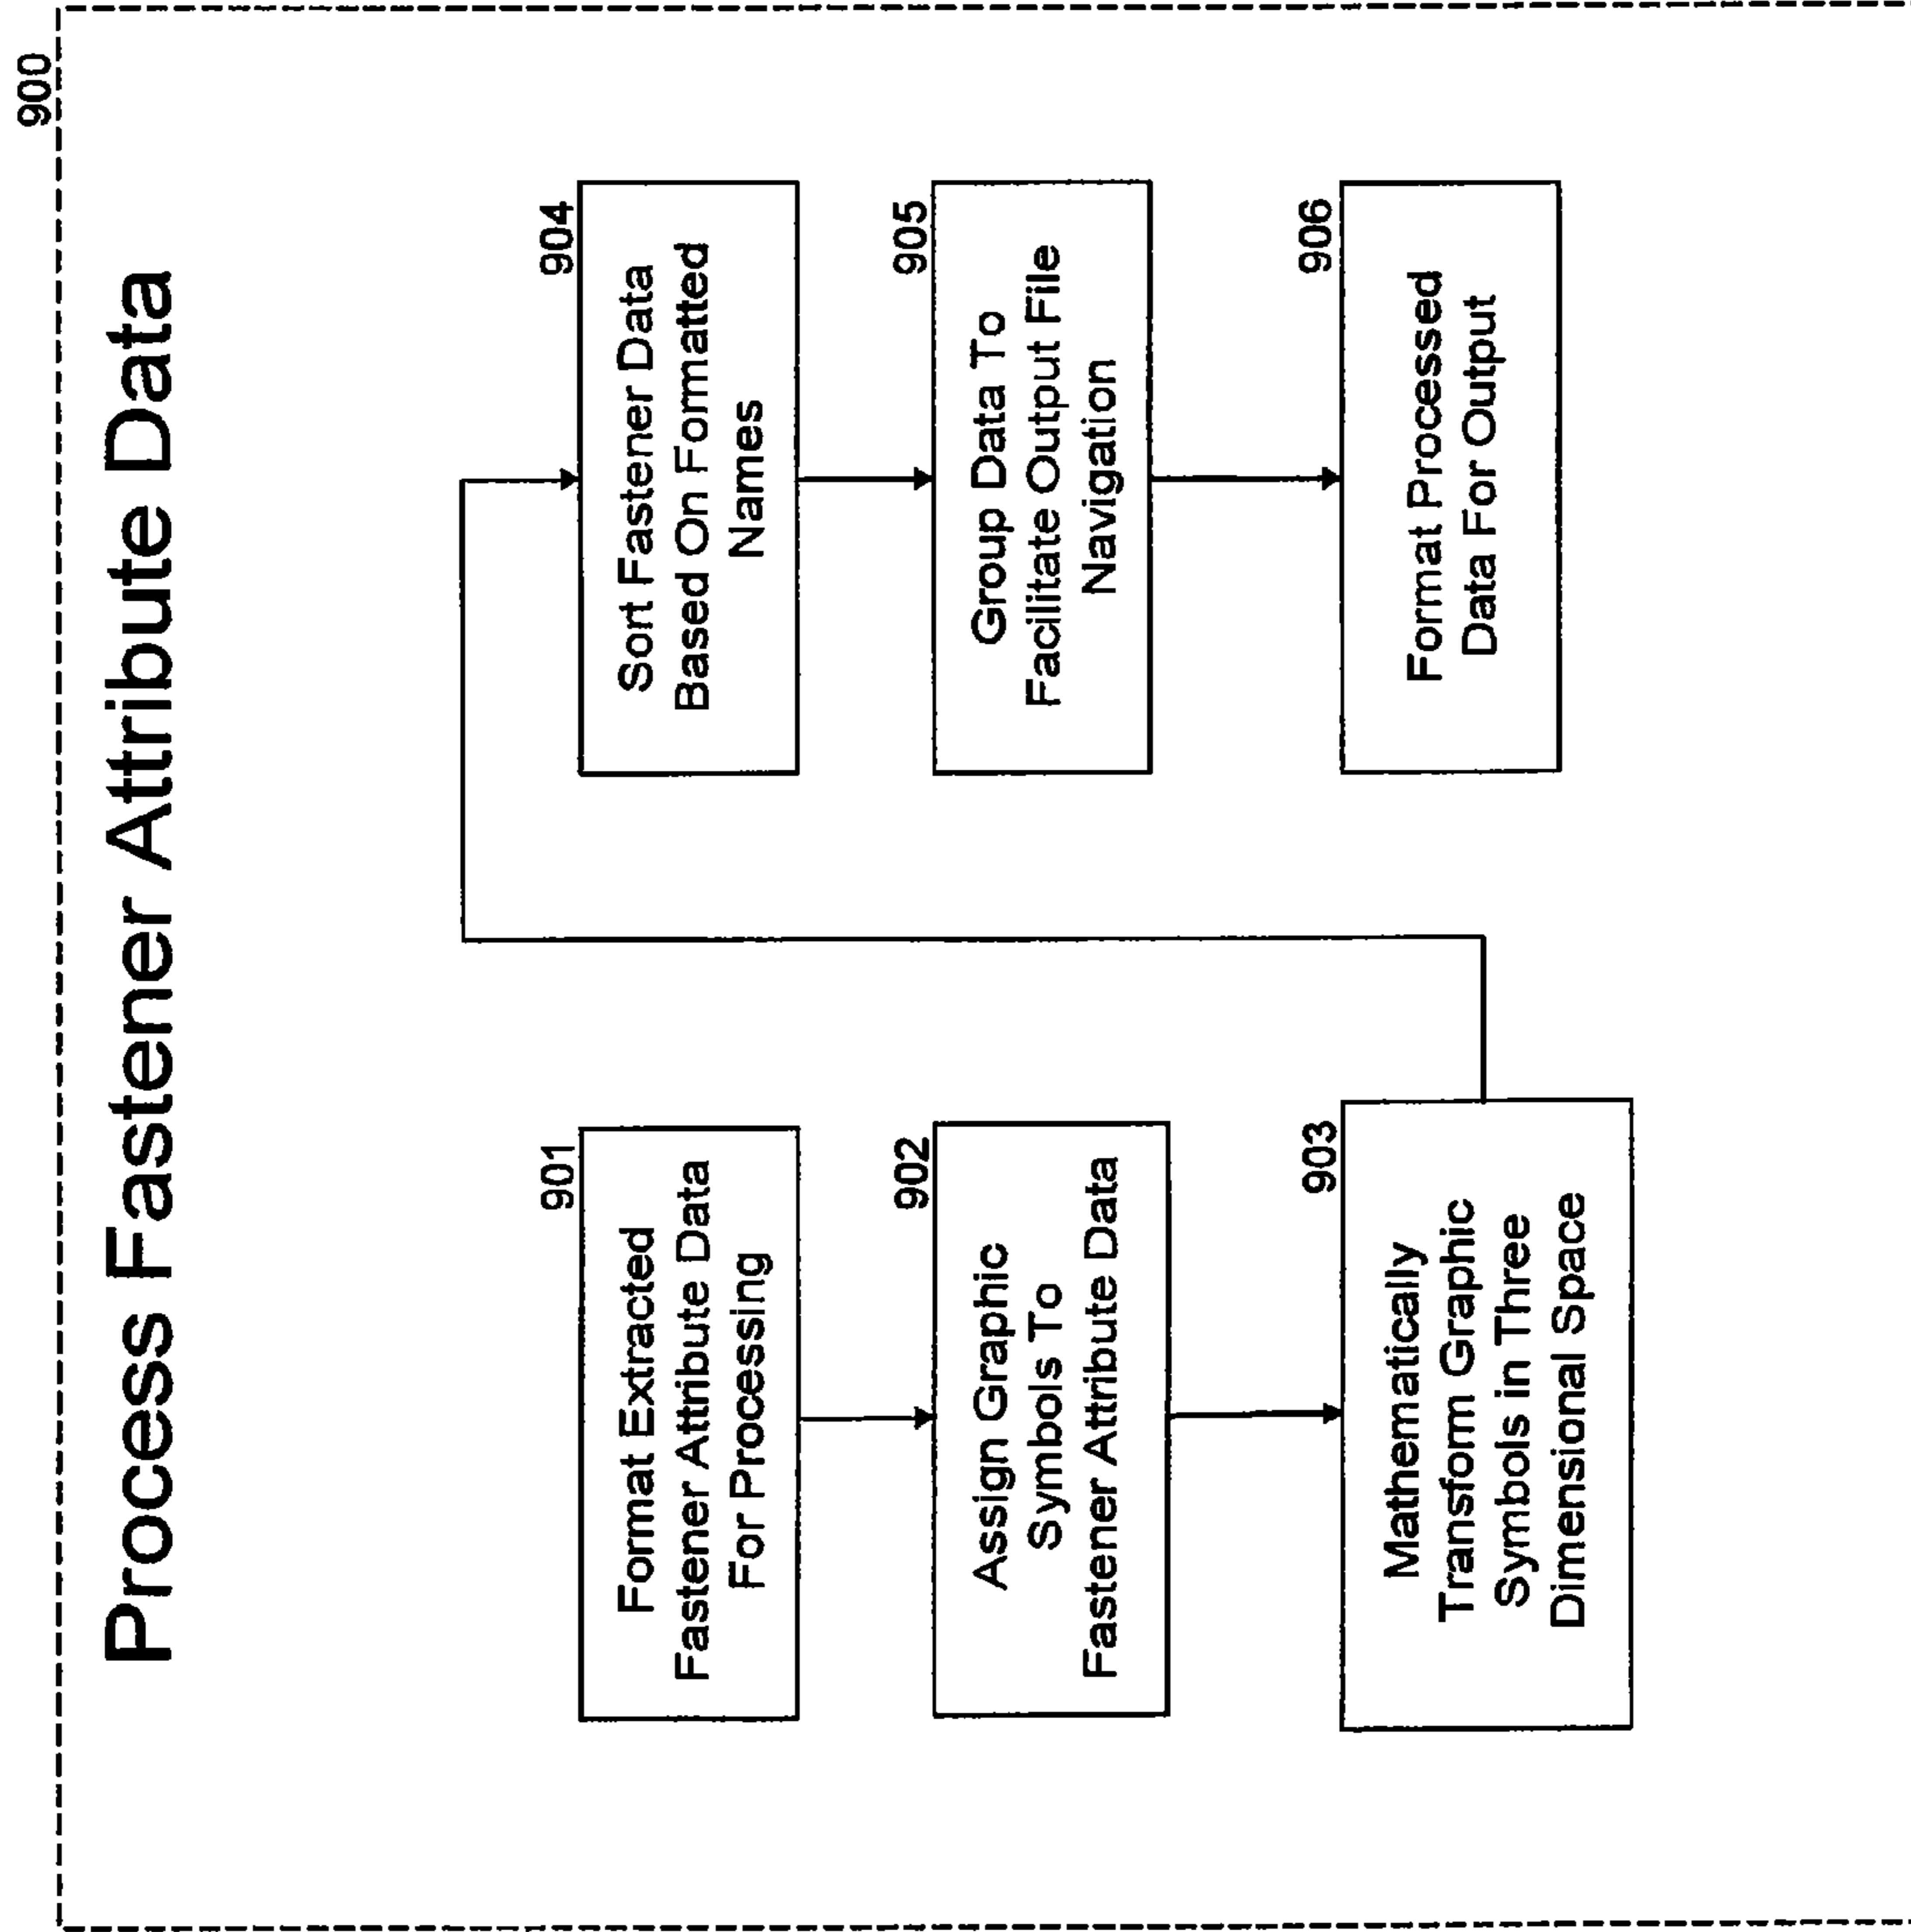 900
Process Fastener Attribute Data
901
Format Extracted
Fastener Attribute Data
For Processing
902
Assign Graphic
Symbols To
Fastener Attribute Data
903
Mathematically
Transform Graphic
Symbols in Three
Dimensional Space
904
Sort Fastener Data
Based On Formatted
Names
905
Group Data To
Facilitate Output File
Navigation
906
Format Processed
Data For Output